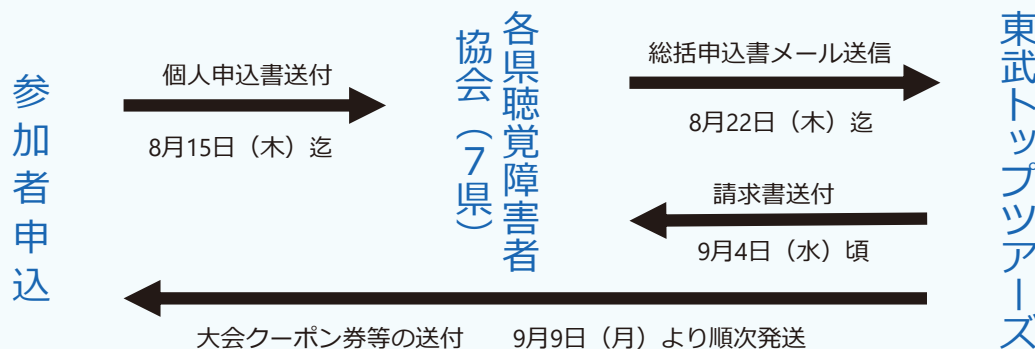 参加者申込
個人申込書送付
8月15日（木）迄
各県聴覚障害者
協会（7県）
総括申込書メール送信
8月22日（木）迄
請求書送付
9月4日（水）頃
東武トップツアーズ
大会クーポン券等の送付　9月9日（月）より順次発送